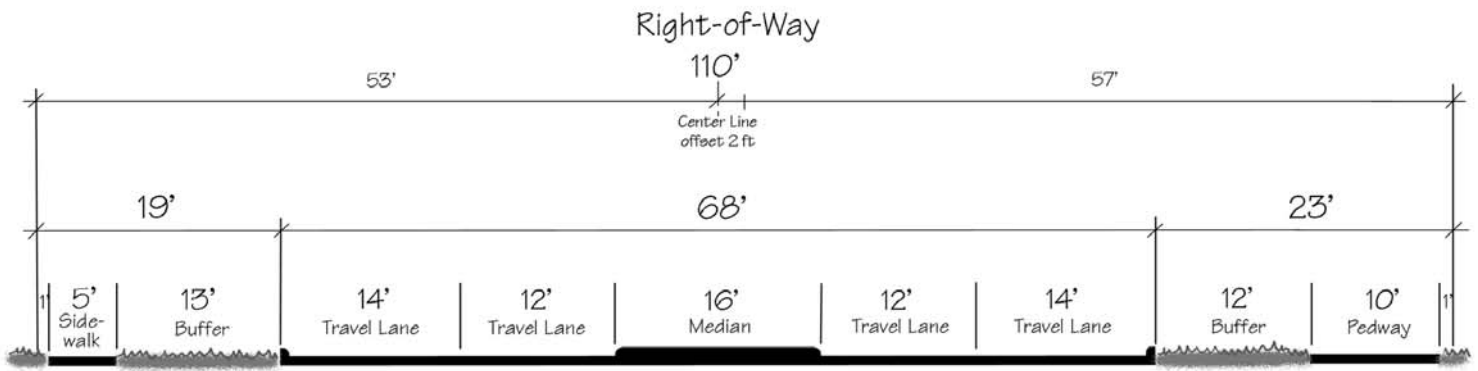 Right-of-Way
110’
53’
57’
Center Line
offset 2 ft
19’
68’
23’
1’
5’
Side-
walk
13’
Buffer
14’
Travel Lane
12’
Travel Lane
16’
Median
12’
Travel Lane
14’
Travel Lane
12’
Buffer
10’
Pedway
1’